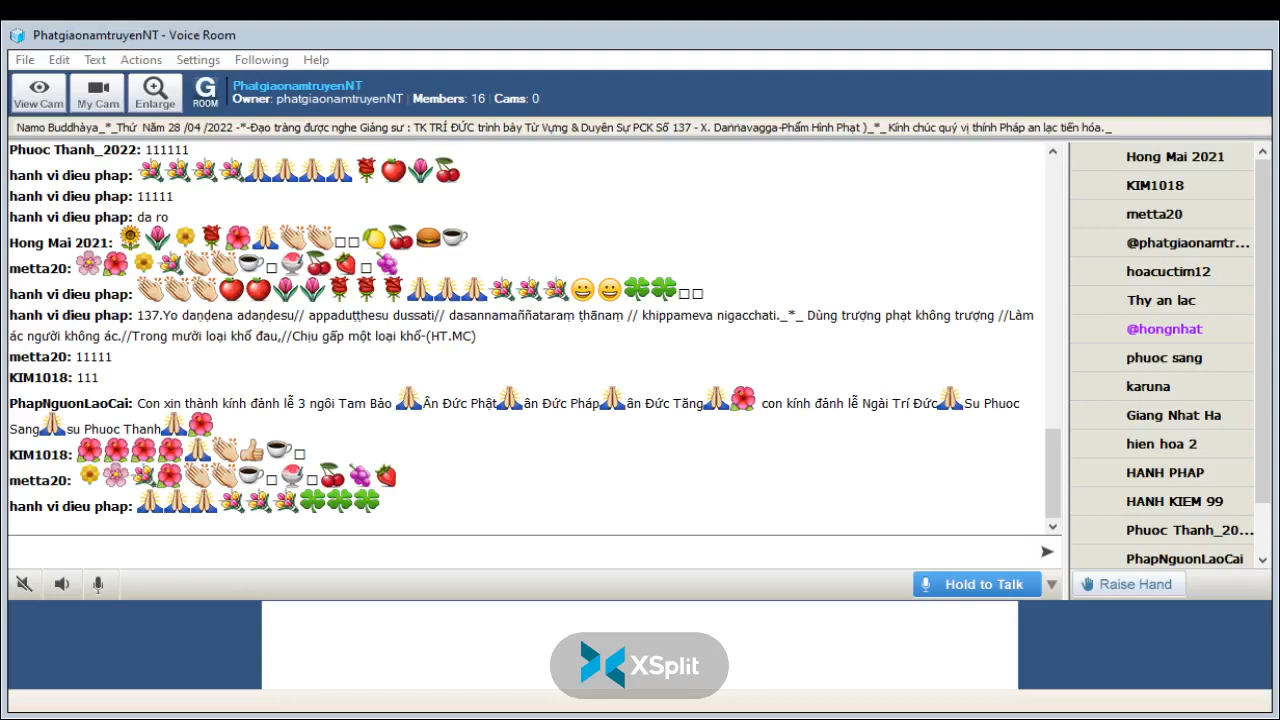 PhatgiaonamtruyenNT - Voice Room
File Edit Text Actions Settings Following Help
View Cam My Cam Enlarge G ROOM
PhatgiaonamtruyenNT
Owner: phatgiaonamtruyenNT | Members: 16 | Cams: 0
Namo Buddhàya_*_Thứ Năm 28 /04 /2022 -*-Đạo tràng được nghe Giảng sư : TK TRÍ ĐỨC trình bày Từ Vựng & Duyên Sự PCK Số 137 - X. Daṇṇavagga-Phẩm Hình Phạt )_*_ Kính chúc quý vị thính Pháp an lạc tiến hóa._
Phuoc Thanh_2022: 111111
hanh vi dieu phap: 💐💐💐💐🙏🙏🙏🙏🌹🍎🌷🍒
hanh vi dieu phap: 11111
hanh vi dieu phap: da ro
Hong Mai 2021: 🌻🌷🌼🌹🌺🙏👏👏□□🍋🍒🍔☕
metta20: 🌸🌺🌼💐👏👏☕□🍨🍒🍓□🍇
hanh vi dieu phap: 👏👏👏🍎🍎🌷🌷🌹🌹🌹🙏🙏🙏💐💐💐😀😀🍀🍀□□
hanh vi dieu phap: 137.Yo daṇḍena adaṇḍesu// appaduṭṭhesu dussati// dasannamaññataraṃ ṭhānaṃ // khippameva nigacchati._*_ Dùng trượng phạt không trượng //Làm
ác người không ác.//Trong mười loại khổ đau,//Chịu gấp một loại khổ-(HT.MC)
metta20: 11111
KIM1018: 111
PhapNguonLaoCai: Con xin thành kính đảnh lễ 3 ngôi Tam Bảo 🙏Ân Đức Phật🙏ân Đức Pháp🙏ân Đức Tăng🙏🌺 con kính đảnh lễ Ngài Trí Đức🙏Su Phuoc
Sang🙏su Phuoc Thanh🙏🌺
KIM1018: 🌺🌺🌺🌺🙏👏👍☕□
metta20: 🌼🌸💐🌺👏👏☕□🍨□🍒🍇🍓
hanh vi dieu phap: 🙏🙏🙏💐💐💐🍀🍀🍀
Hong Mai 2021
KIM1018
metta20
@phatgiaonamtr...
hoacuctim12
Thy an lac
@hongnhat
phuoc sang
karuna
Giang Nhat Ha
hien hoa 2
HANH PHAP
HANH KIEM 99
Phuoc Thanh_20...
PhapNguonLaoCai
Hold to Talk
Raise Hand
XSplit